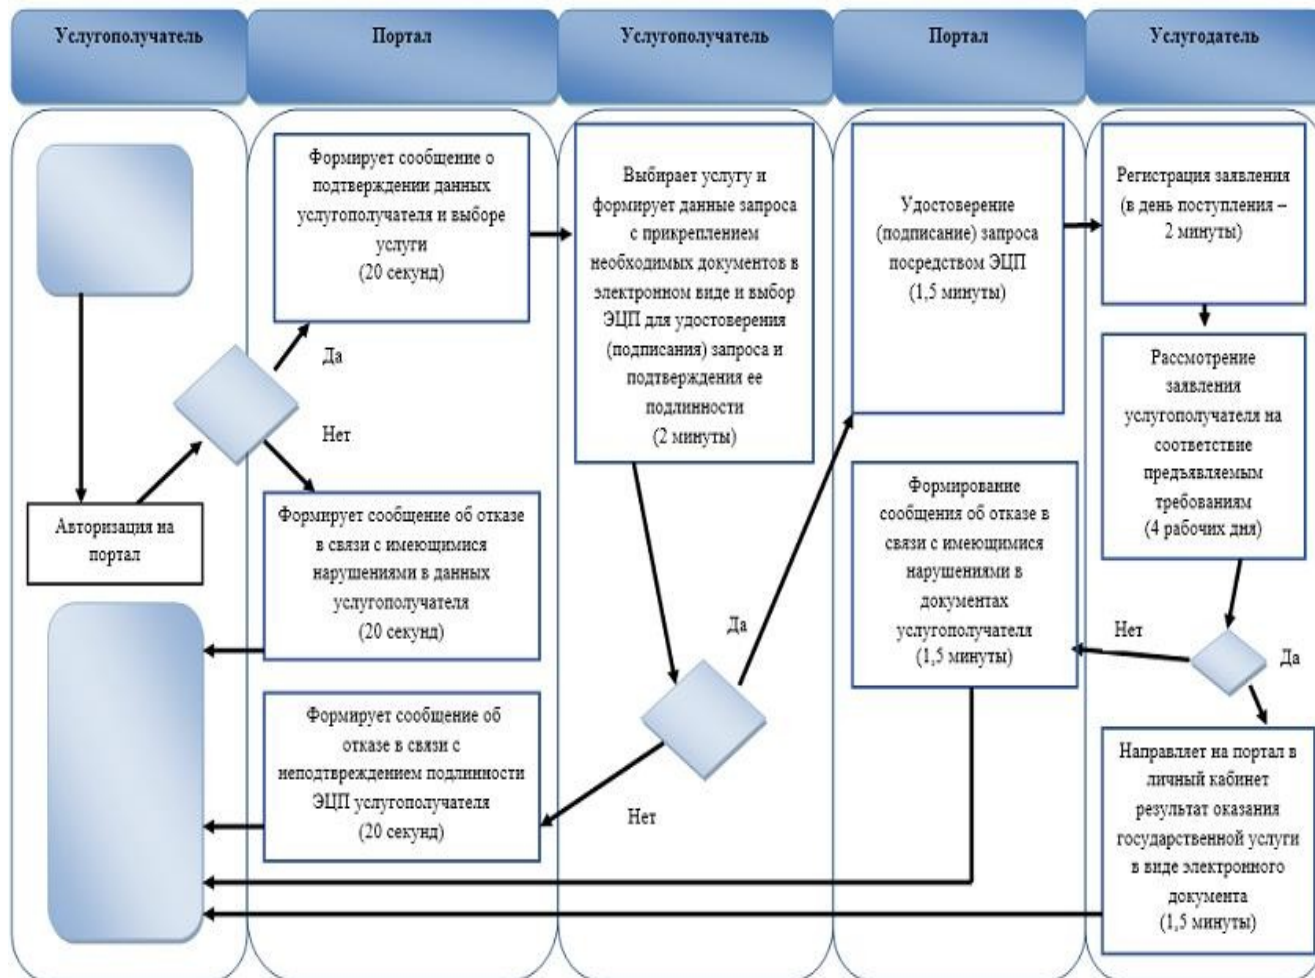 Услугополучатель
Портал
Услугополучатель
Портал
Услугодатель
Авторизация на
портал
Формирует сообщение о
подтверждении данных
услугополучателя и выборе
услуги
(20 секунд)
Да
Нет
Формирует сообщение об отказе
в связи с имеющимися
нарушениями в данных
услугополучателя
(20 секунд)
Формирует сообщение об
отказе в связи с
неподтвреждением подлинности
ЭЦП услугополучателя
(20 секунд)
Выбирает услугу и
формирует данные запроса
с прикреплением
необходимых документов в
электронном виде и выбор
ЭЦП для удостоверения
(подписания) запроса и
подтверждения ее
подлинности
(2 минуты)
Да
Нет
Удостоверение
(подписание) запроса
посредством ЭЦП
(1,5 минуты)
Формирование
сообщения об отказе в
связи с имеющимися
нарушениями в
документах
услугополучателя
(1,5 минуты)
Регистрация заявления
(в день поступления –
2 минуты)
Рассмотрение
заявления
услугополучателя на
соответствие
предъявляемым
требованиям
(4 рабочих дня)
Нет
Да
Направляет на портал в
личный кабинет
результат оказания
государственной услуги
в виде электронного
документа
(1,5 минуты)